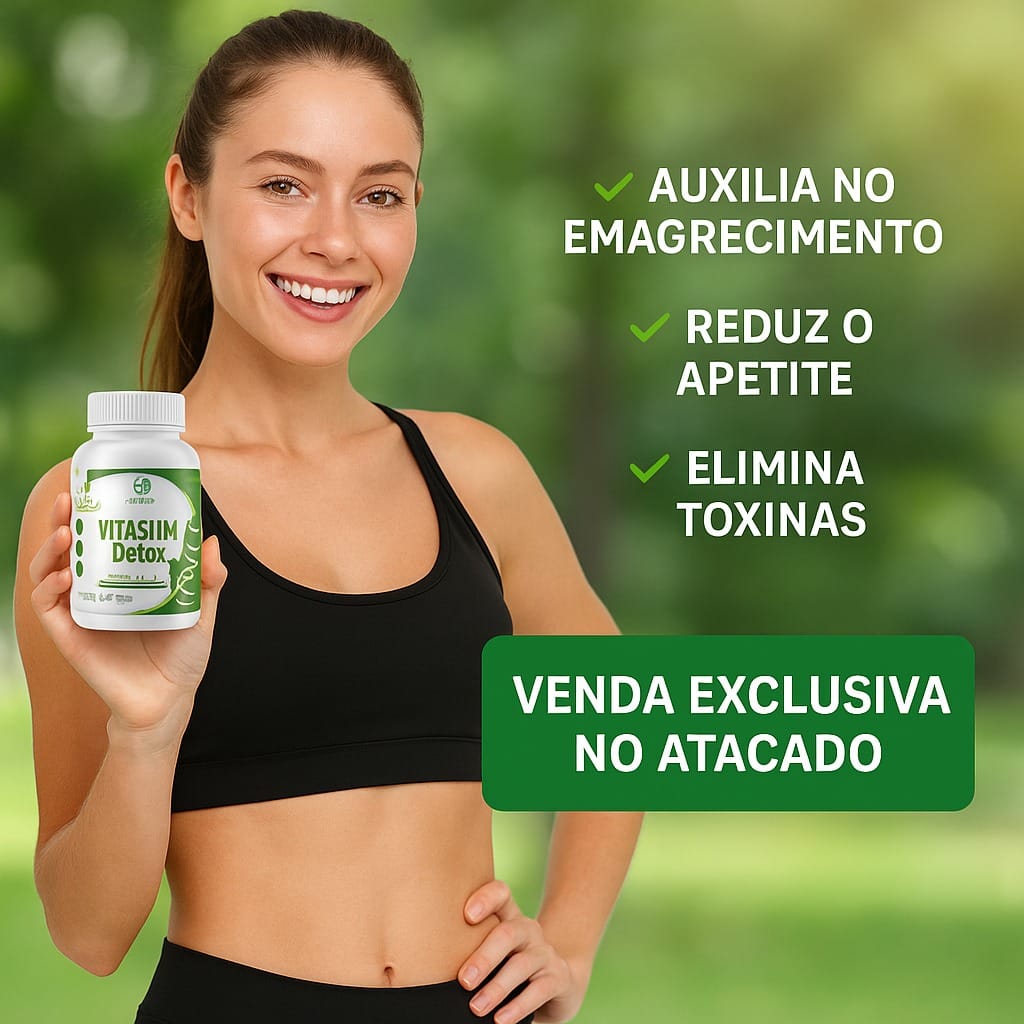 AUXILIA NO
EMAGRECIMENTO
REDUZ O
APETITE
ELIMINA
TOXINAS
VITASIIM
Detox
VENDA EXCLUSIVA
NO ATACADO